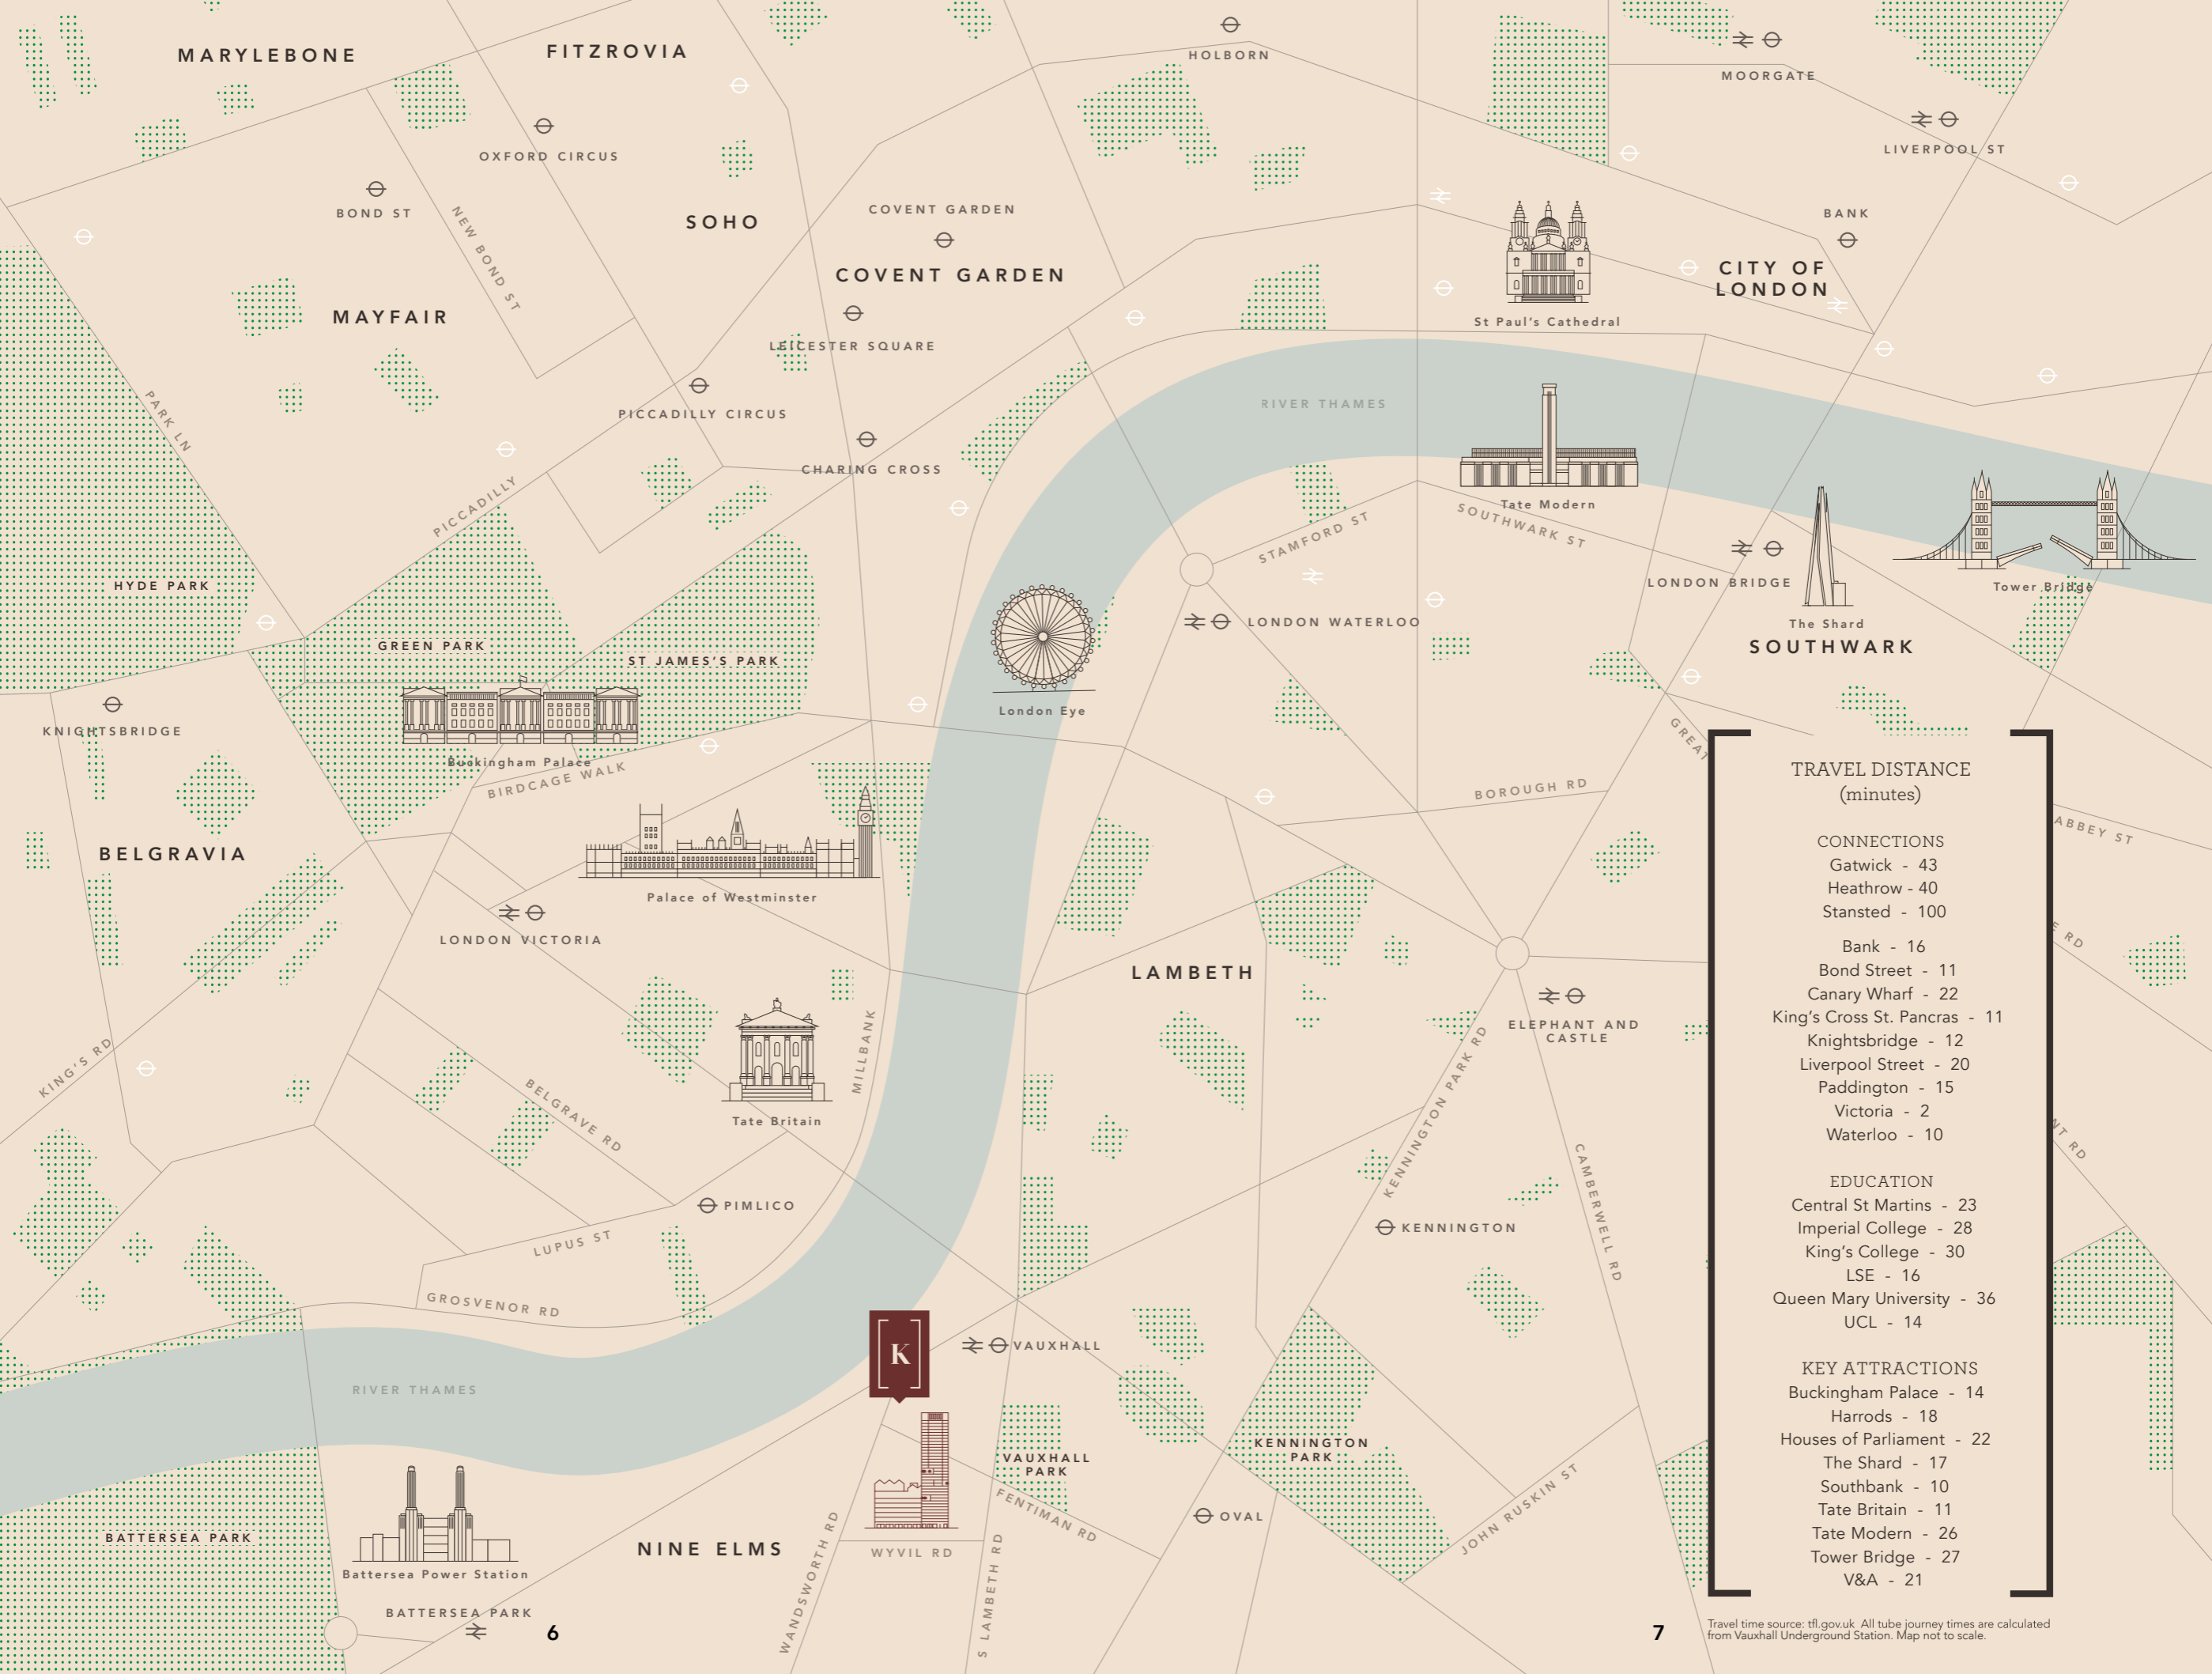 MARYLEBONE
FITZROVIA
HOLBORN
MOORGATE
OXFORD CIRCUS
LIVERPOOL ST
BOND ST
NEW BOND ST
SOHO
COVENT GARDEN
BANK
COVENT GARDEN
CITY OF
LONDON
MAYFAIR
St Paul's Cathedral
LEICESTER SQUARE
PARK LN
PICCADILLY CIRCUS
RIVER THAMES
CHARING CROSS
PICCADILLY
Tate Modern
STAMFORD ST
SOUTHWARK ST
HYDE PARK
LONDON BRIDGE
Tower Bridge
LONDON WATERLOO
The Shard
GREEN PARK
ST JAMES'S PARK
SOUTHWARK
London Eye
KNIGHTSBRIDGE
GREAT
Buckingham Palace
BIRDCAGE WALK
BOROUGH RD
ABBEY ST
BELGRAVIA
Palace of Westminster
LONDON VICTORIA
E RD
LAMBETH
ELEPHANT AND
CASTLE
MILLBANK
KING'S RD
BELGRAVE RD
Tate Britain
KENNINGTON PARK RD
NT RD
PIMLICO
KENNINGTON
CAMBERWELL RD
LUPUS ST
GROSVENOR RD
K
VAUXHALL
RIVER THAMES
VAUXHALL
PARK
KENNINGTON
PARK
FENTIMAN RD
OVAL
JOHN RUSKIN ST
BATTERSEA PARK
NINE ELMS
WYVIL RD
WANDSWORTH RD
S LAMBETH RD
Battersea Power Station
BATTERSEA PARK
6
TRAVEL DISTANCE
(minutes)
CONNECTIONS
Gatwick - 43
Heathrow - 40
Stansted - 100
Bank - 16
Bond Street - 11
Canary Wharf - 22
King's Cross St. Pancras - 11
Knightsbridge - 12
Liverpool Street - 20
Paddington - 15
Victoria - 2
Waterloo - 10
EDUCATION
Central St Martins - 23
Imperial College - 28
King's College - 30
LSE - 16
Queen Mary University - 36
UCL - 14
KEY ATTRACTIONS
Buckingham Palace - 14
Harrods - 18
Houses of Parliament - 22
The Shard - 17
Southbank - 10
Tate Britain - 11
Tate Modern - 26
Tower Bridge - 27
V&A - 21
7
Travel time source: tfl.gov.uk All tube journey times are calculated
from Vauxhall Underground Station. Map not to scale.